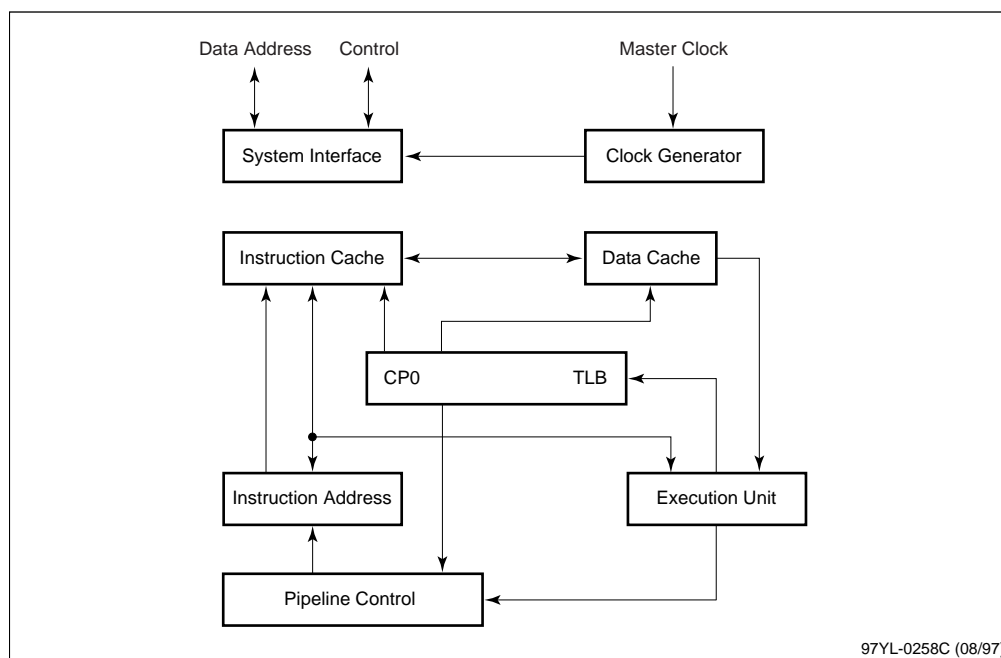 Data Address Control Master Clock
System Interface Clock Generator
Instruction Cache Data Cache
CP0 TLB
Instruction Address Execution Unit
Pipeline Control
97YL-0258C (08/97)